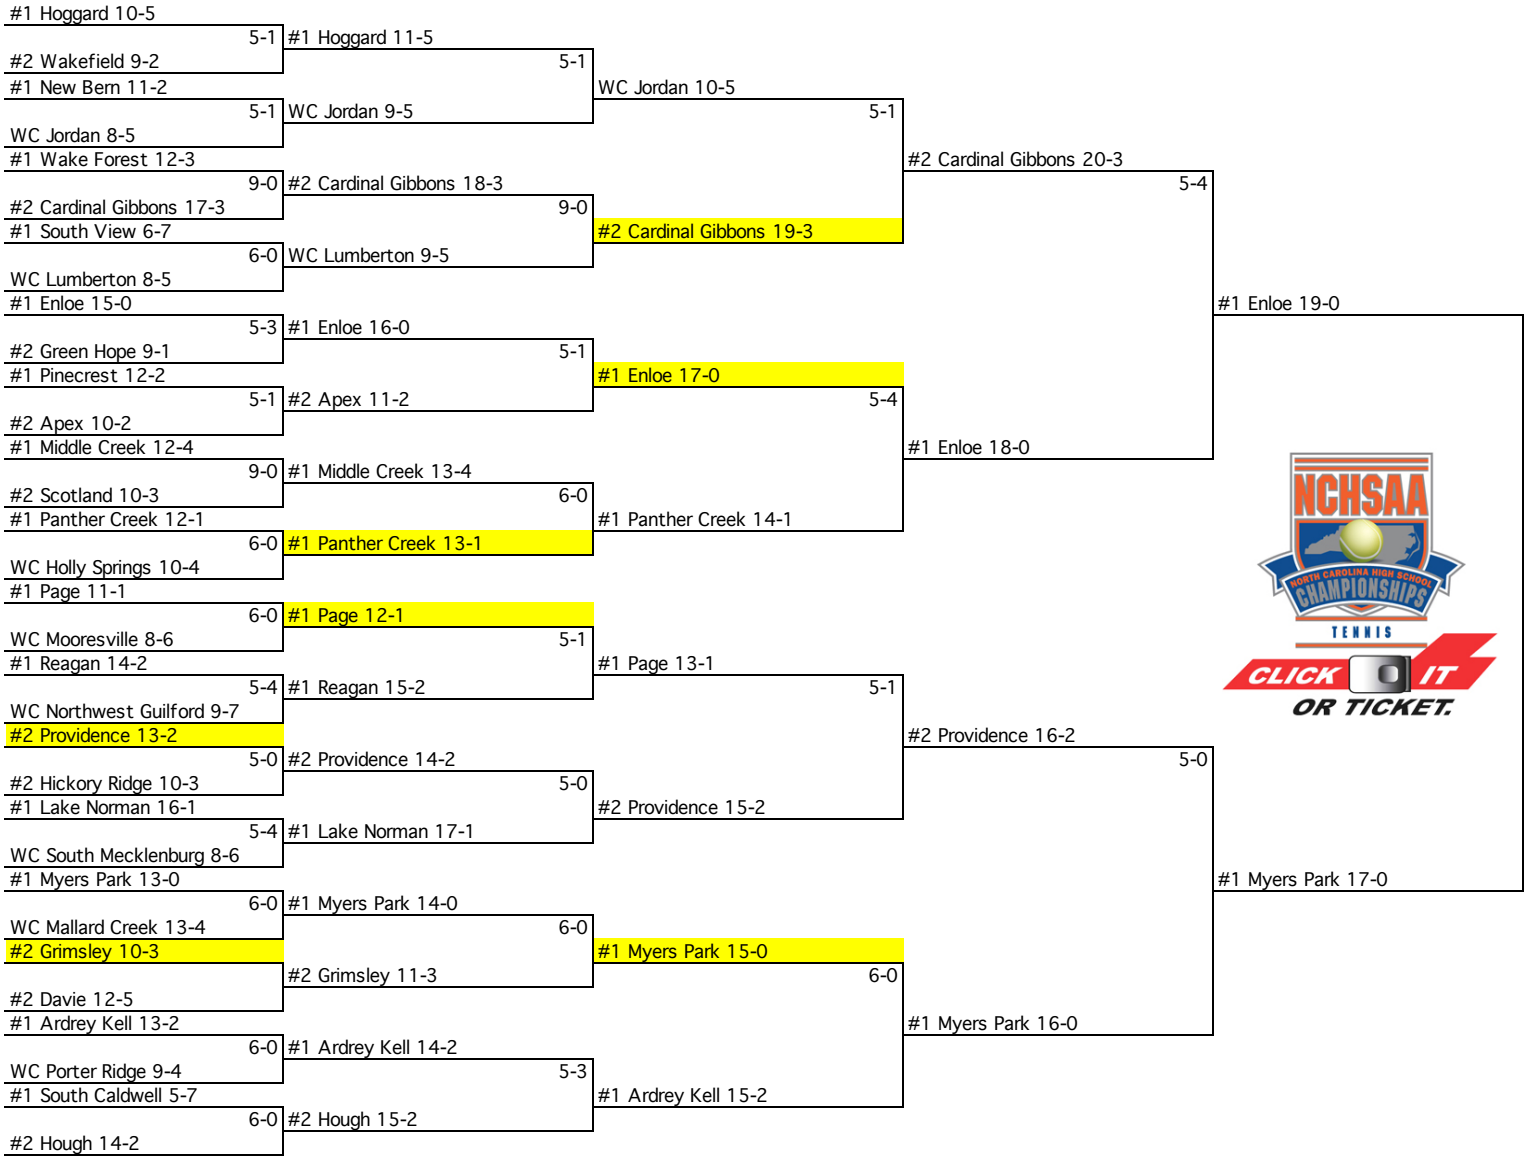 #1 Hoggard 10-5
5-1
#1 Hoggard 11-5
#2 Wakefield 9-2
5-1
#1 New Bern 11-2
WC Jordan 10-5
5-1
WC Jordan 9-5
5-1
WC Jordan 8-5
#1 Wake Forest 12-3
#2 Cardinal Gibbons 20-3
9-0
#2 Cardinal Gibbons 18-3
5-4
#2 Cardinal Gibbons 17-3
9-0
#1 South View 6-7
#2 Cardinal Gibbons 19-3
6-0
WC Lumberton 9-5
WC Lumberton 8-5
#1 Enloe 15-0
#1 Enloe 19-0
5-3
#1 Enloe 16-0
#2 Green Hope 9-1
5-1
#1 Pinecrest 12-2
#1 Enloe 17-0
5-1
#2 Apex 11-2
5-4
#2 Apex 10-2
#1 Middle Creek 12-4
#1 Enloe 18-0
9-0
#1 Middle Creek 13-4
#2 Scotland 10-3
6-0
#1 Panther Creek 12-1
#1 Panther Creek 14-1
6-0
#1 Panther Creek 13-1
WC Holly Springs 10-4
#1 Page 11-1
6-0
#1 Page 12-1
WC Mooresville 8-6
5-1
#1 Reagan 14-2
#1 Page 13-1
5-4
#1 Reagan 15-2
5-1
WC Northwest Guilford 9-7
#2 Providence 13-2
#2 Providence 16-2
5-0
#2 Providence 14-2
5-0
#2 Hickory Ridge 10-3
5-0
#1 Lake Norman 16-1
#2 Providence 15-2
5-4
#1 Lake Norman 17-1
WC South Mecklenburg 8-6
#1 Myers Park 13-0
#1 Myers Park 17-0
6-0
#1 Myers Park 14-0
WC Mallard Creek 13-4
6-0
#2 Grimsley 10-3
#1 Myers Park 15-0
#2 Grimsley 11-3
6-0
#2 Davie 12-5
#1 Ardrey Kell 13-2
#1 Myers Park 16-0
6-0
#1 Ardrey Kell 14-2
WC Porter Ridge 9-4
5-3
#1 South Caldwell 5-7
#1 Ardrey Kell 15-2
6-0
#2 Hough 15-2
#2 Hough 14-2
NCHSAA
NORTH CAROLINA HIGH SCHOOL
CHAMPIONSHIPS
TENNIS
CLICK IT
OR TICKET.